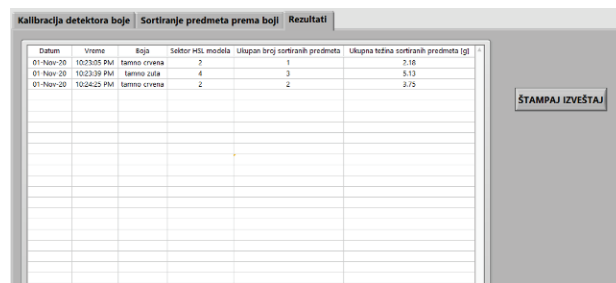 Kalibracija detektora boje Sortiranje predmeta prema boji Rezultati
Datum Vreme Boja Sektor HSL modela Ukupan broj sortiranih predmeta Ukupna težina sortiranih predmeta [g]
01-Nov-20 10:23:05 PM tamno crvena 2 1 2.18
01-Nov-20 10:23:39 PM tamno zuta 4 3 5.13
01-Nov-20 10:24:25 PM tamno crvena 2 2 3.75
ŠTAMPAJ IZVEŠTAJ